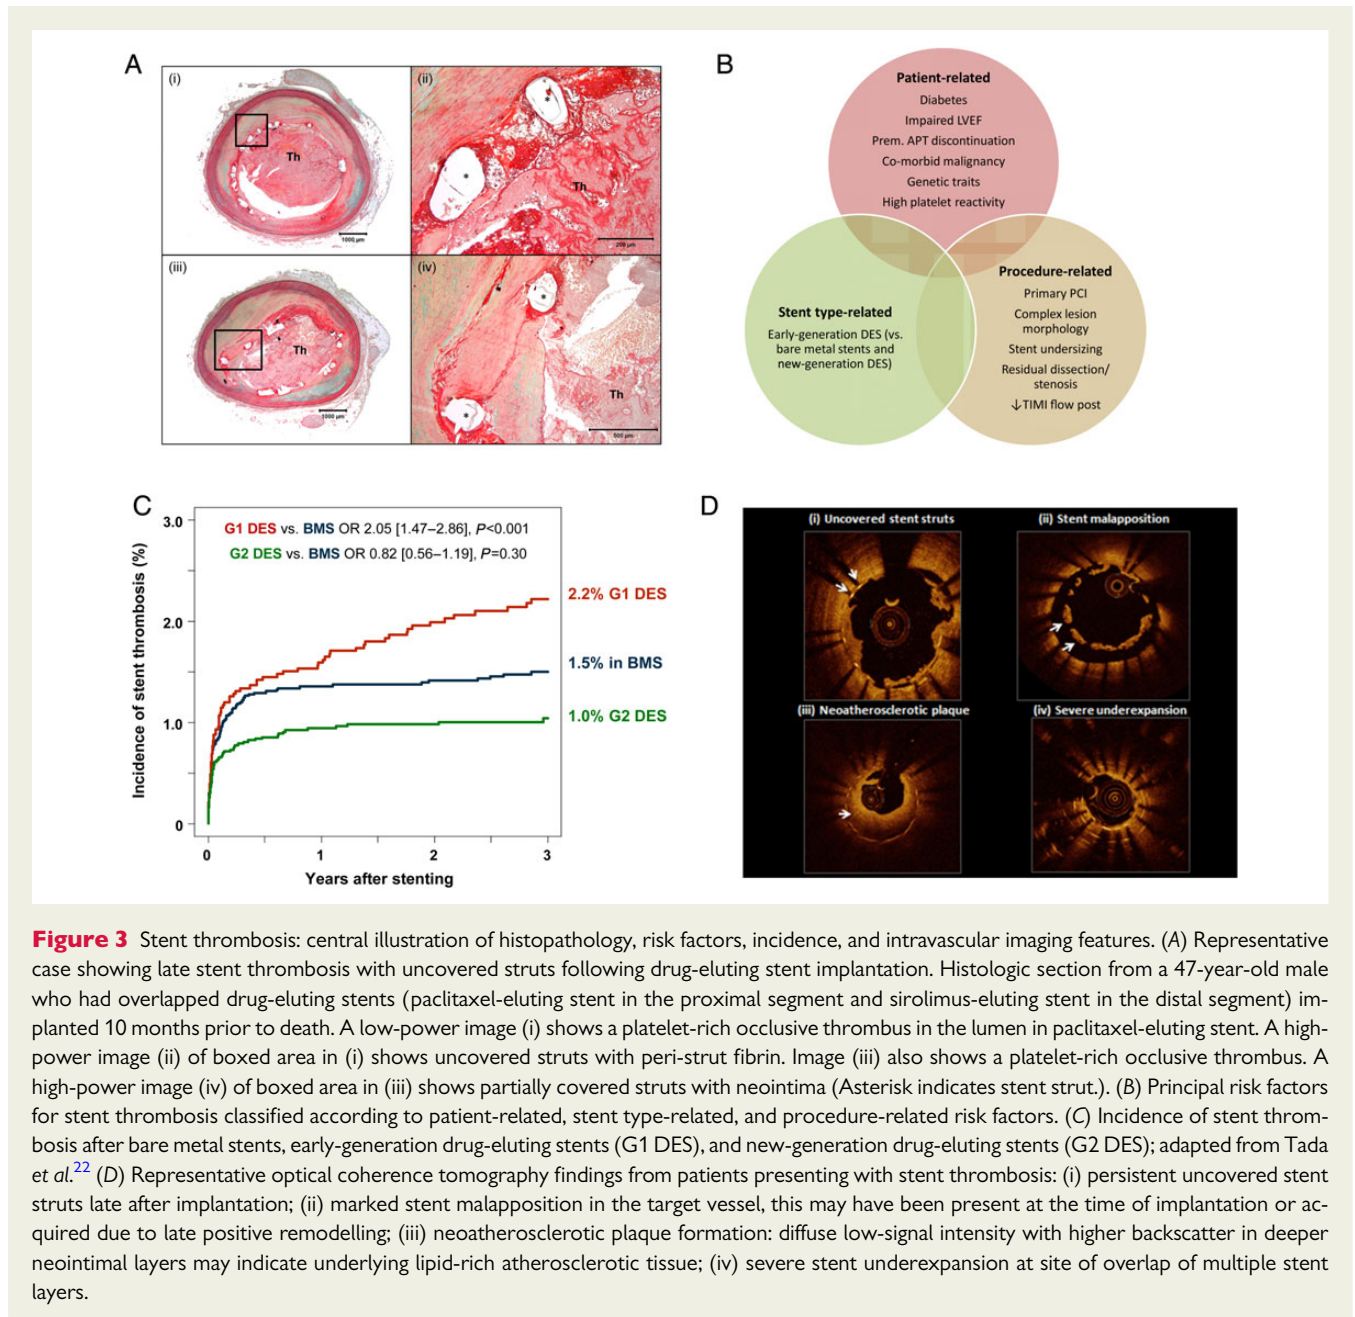 A
(i)
Th
1000 µm
(ii)
*
*
Th
200 µm
(iii)
Th
1000 µm
(iv)
*
*
Th
500 µm
B
Patient-related
Diabetes
Impaired LVEF
Prem. APT discontinuation
Co-morbid malignancy
Genetic traits
High platelet reactivity
Stent type-related
Early-generation DES (vs.
bare metal stents and
new-generation DES)
Procedure-related
Primary PCI
Complex lesion
morphology
Stent undersizing
Residual dissection/
stenosis
↓TIMI flow post
C
Incidence of stent thrombosis (%)
3.0
2.0
1.0
0
G1 DES vs. BMS OR 2.05 [1.47–2.86], P<0.001
G2 DES vs. BMS OR 0.82 [0.56–1.19], P=0.30
2.2% G1 DES
1.5% in BMS
1.0% G2 DES
0 1 2 3
Years after stenting
D
(i) Uncovered stent struts
(ii) Stent malapposition
(iii) Neoatherosclerotic plaque
(iv) Severe underexpansion
Figure 3 Stent thrombosis: central illustration of histopathology, risk factors, incidence, and intravascular imaging features. (A) Representative
case showing late stent thrombosis with uncovered struts following drug-eluting stent implantation. Histologic section from a 47-year-old male
who had overlapped drug-eluting stents (paclitaxel-eluting stent in the proximal segment and sirolimus-eluting stent in the distal segment) im-
planted 10 months prior to death. A low-power image (i) shows a platelet-rich occlusive thrombus in the lumen in paclitaxel-eluting stent. A high-
power image (ii) of boxed area in (i) shows uncovered struts with peri-strut fibrin. Image (iii) also shows a platelet-rich occlusive thrombus. A
high-power image (iv) of boxed area in (iii) shows partially covered struts with neointima (Asterisk indicates stent strut.). (B) Principal risk factors
for stent thrombosis classified according to patient-related, stent type-related, and procedure-related risk factors. (C) Incidence of stent throm-
bosis after bare metal stents, early-generation drug-eluting stents (G1 DES), and new-generation drug-eluting stents (G2 DES); adapted from Tada
et al.22 (D) Representative optical coherence tomography findings from patients presenting with stent thrombosis: (i) persistent uncovered stent
struts late after implantation; (ii) marked stent malapposition in the target vessel, this may have been present at the time of implantation or ac-
quired due to late positive remodelling; (iii) neoatherosclerotic plaque formation: diffuse low-signal intensity with higher backscatter in deeper
neointimal layers may indicate underlying lipid-rich atherosclerotic tissue; (iv) severe stent underexpansion at site of overlap of multiple stent
layers.